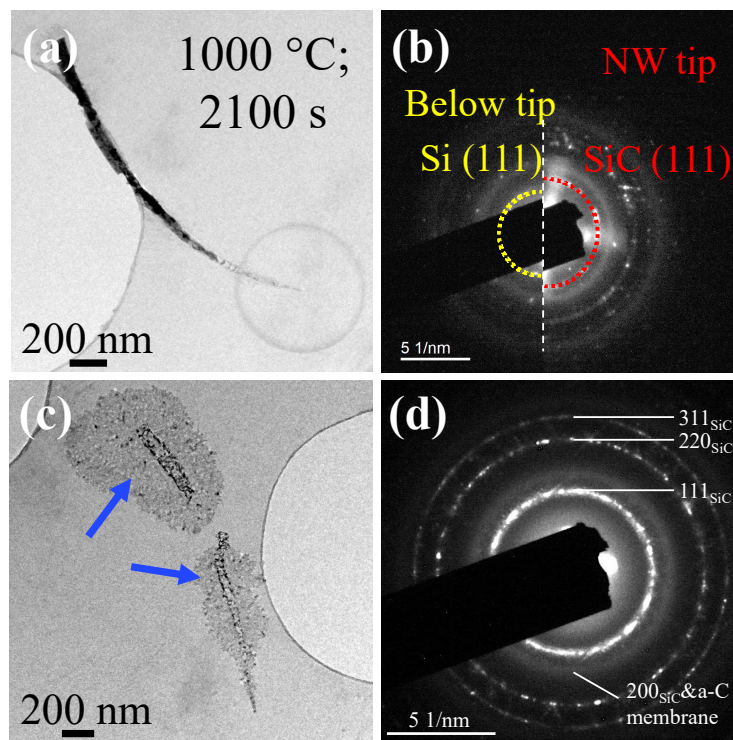 (a)
1000 °C;
2100 s
200 nm
(b)
NW tip
Below tip
Si (111)
SiC (111)
5 1/nm
(c)
200 nm
(d)
311SiC
220SiC
111SiC
200SiC&a-C
membrane
5 1/nm